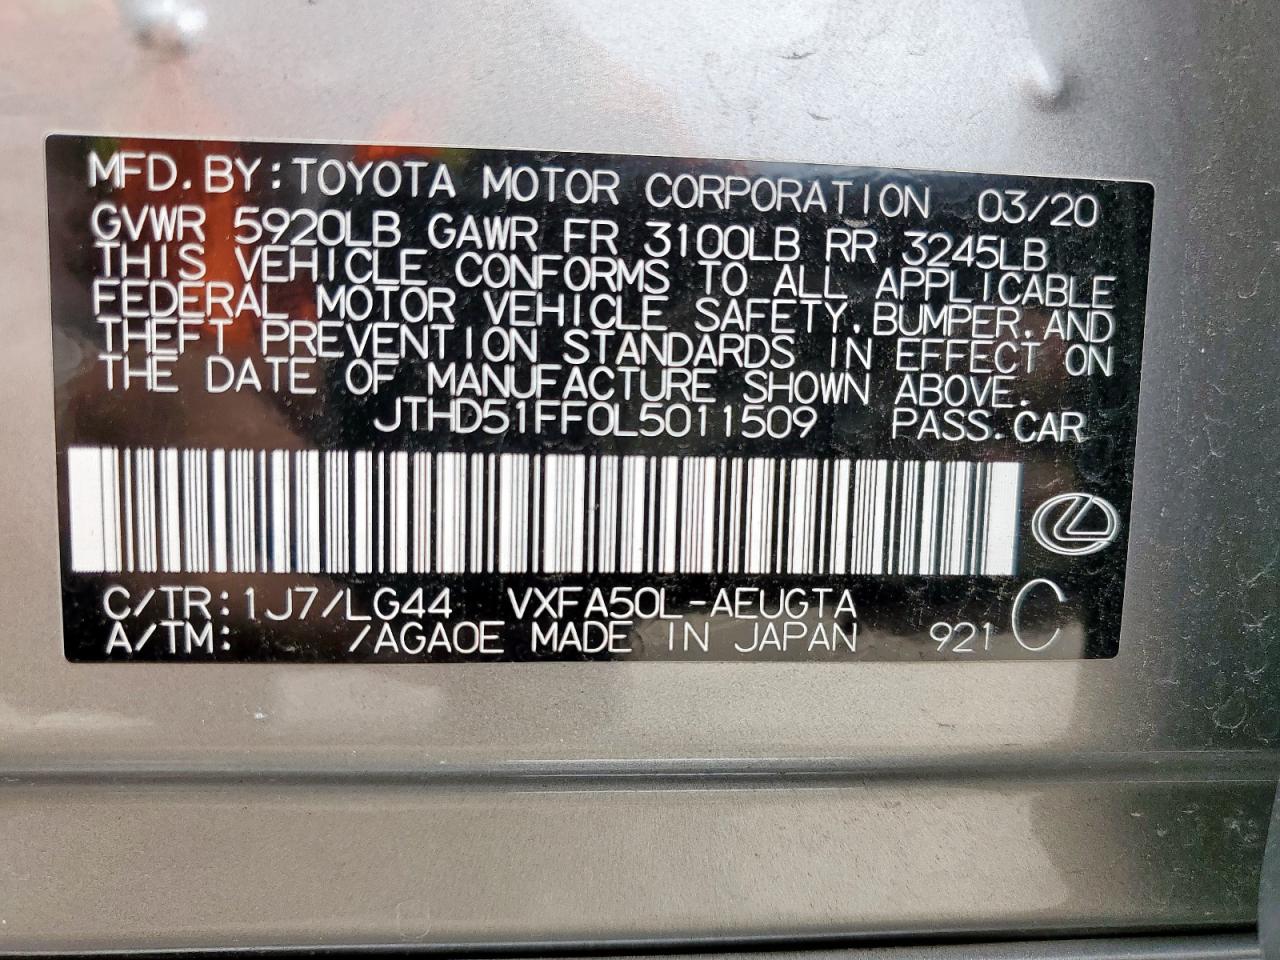 MFD.BY:TOYOTA MOTOR CORPORATION 03/20
GVWR 5920LB GAWR FR 3100LB RR 3245LB
THIS VEHICLE CONFORMS TO ALL APPLICABLE
FEDERAL MOTOR VEHICLE SAFETY,BUMPER,AND
THEFT PREVENTION STANDARDS IN EFFECT ON
THE DATE OF MANUFACTURE SHOWN ABOVE.
JTHD51FF0L5011509 PASS.CAR
C/TR:1J7/LG44 VXFA50L-AEUGTA C
A/TM: /AGA0E MADE IN JAPAN 921